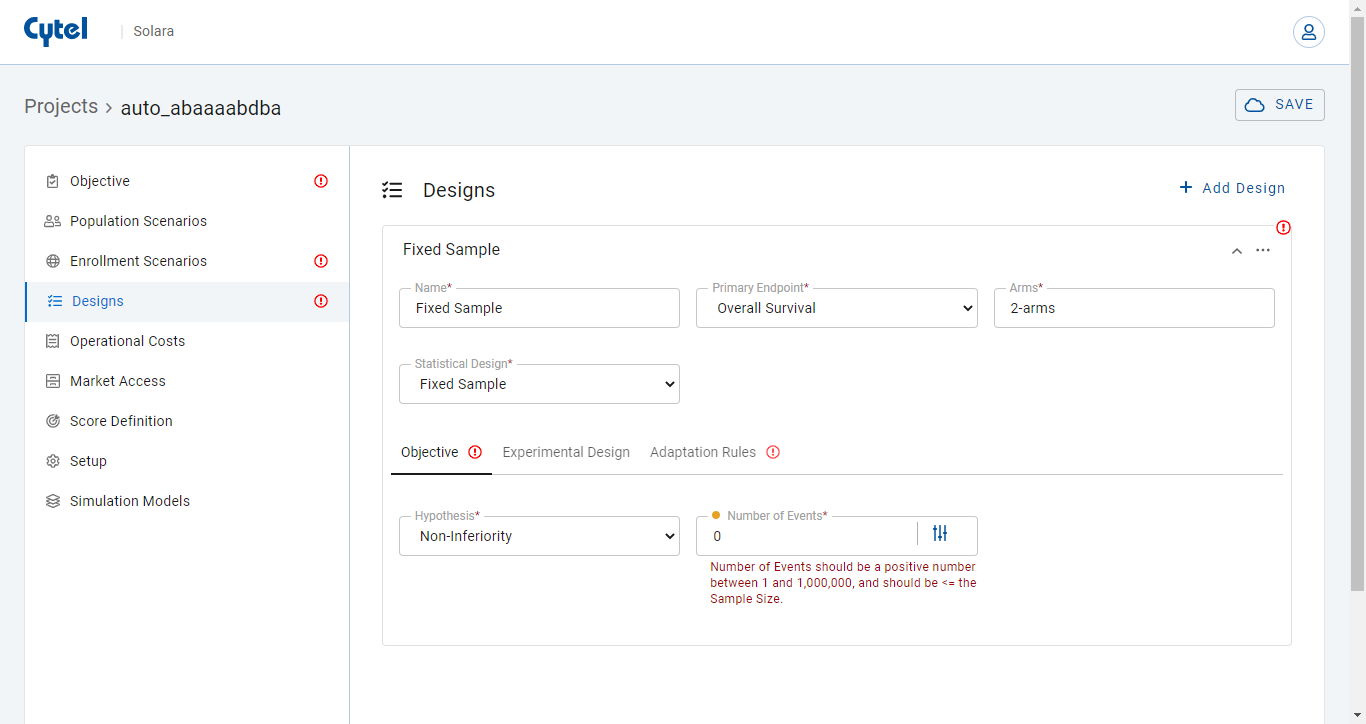 Cytel
Solara
Projects > auto_abaaaabdba
SAVE
Objective
Population Scenarios
Enrollment Scenarios
Designs
Operational Costs
Market Access
Score Definition
Setup
Simulation Models
Designs
+ Add Design
Fixed Sample
Name*
Fixed Sample
Primary Endpoint*
Overall Survival
Arms*
2-arms
Statistical Design*
Fixed Sample
Objective
Experimental Design
Adaptation Rules
Hypothesis*
Non-Inferiority
Number of Events*
0
Number of Events should be a positive number
between 1 and 1,000,000, and should be <= the
Sample Size.